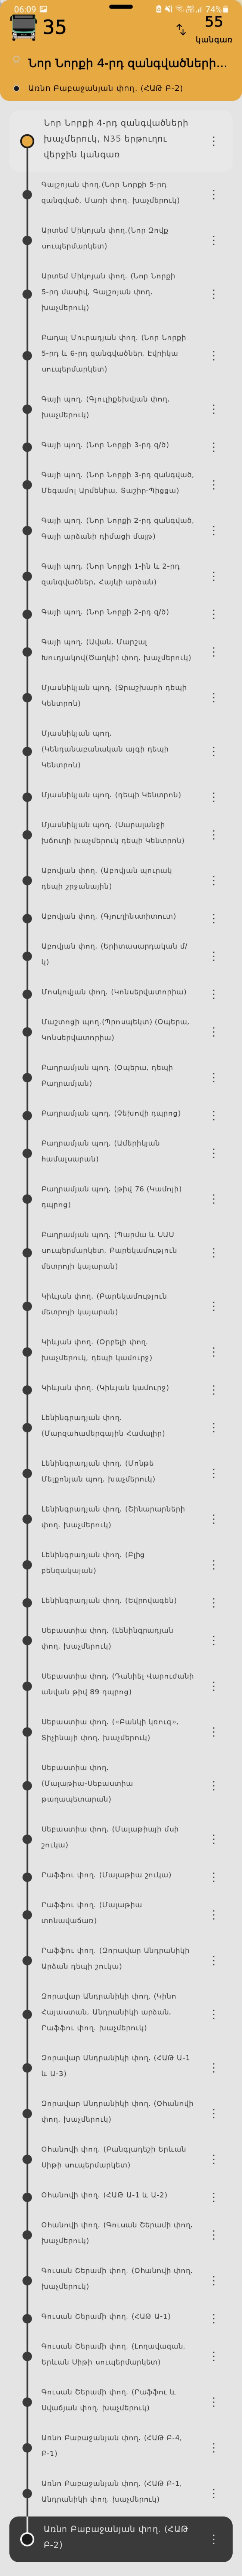 06:09 74%
35
55
կանգառ
Նոր Նորքի 4-րդ զանգվածների...
Առնո Բաբաջանյան փող. (ՀԱԹ Բ-2)
Նոր Նորքի 4-րդ զանգվածների
խաչմերուկ, N35 երթուղու
վերջին կանգառ
Գալշոյան փող.(Նոր Նորքի 5-րդ
զանգված, Մառի փող. խաչմերուկ)
Արտեմ Միկոյան փող.(Նոր Զովք
սուպերմարկետ)
Արտեմ Միկոյան փող. (Նոր Նորքի
5-րդ մասիվ, Գալշոյան փող.
խաչմերուկ)
Բադալ Մուրադյան փող. (Նոր Նորքի
5-րդ և 6-րդ զանգվածներ, Էվրիկա
սուպերմարկետ)
Գայի պող. (Գյուլիքեխվյան փող.
խաչմերուկ)
Գայի պող. (Նոր Նորքի 3-րդ զ/ծ)
Գայի պող. (Նոր Նորքի 3-րդ զանգված,
Մեգամոլ Արմենիա, Տաշիր-Պիցցա)
Գայի պող. (Նոր Նորքի 2-րդ զանգված,
Գայի արձանի դիմացի մայթ)
Գայի պող. (Նոր Նորքի 1-ին և 2-րդ
զանգվածներ, Հայկի արձան)
Գայի պող. (Նոր Նորքի 2-րդ զ/ծ)
Գայի պող. (Ավան, Մարշալ
Խուդյակով(Ծաղկի) փող. խաչմերուկ)
Մյասնիկյան պող. (Ջրաշխարհ դեպի
Կենտրոն)
Մյասնիկյան պող.
(Կենդանաբանական այգի դեպի
Կենտրոն)
Մյասնիկյան պող. (դեպի Կենտրոն)
Մյասնիկյան պող. (Սարալանջի
խճուղի խաչմերուկ դեպի Կենտրոն)
Աբովյան փող. (Աբովյան պուրակ
դեպի շրջանային)
Աբովյան փող. (Գյուղինստիտուտ)
Աբովյան փող. (Երիտասարդական մ/
կ)
Մոսկովյան փող. (Կոնսերվատորիա)
Մաշտոցի պող.(Պրոսպեկտ) (Օպերա,
Կոնսերվատորիա)
Բաղրամյան պող. (Օպերա, դեպի
Բաղրամյան)
Բաղրամյան պող. (Չեխովի դպրոց)
Բաղրամյան պող. (Ամերիկյան
համալսարան)
Բաղրամյան պող. (թիվ 76 (Կամոյի)
դպրոց)
Բաղրամյան պող. (Պարմա և ՍԱՍ
սուպերմարկետ, Բարեկամություն
մետրոյի կայարան)
Կիևյան փող. (Բարեկամություն
մետրոյի կայարան)
Կիևյան փող. (Օրբելի փող.
խաչմերուկ, դեպի կամուրջ)
Կիևյան փող. (Կիևյան կամուրջ)
Լենինգրադյան փող.
(Մարզահամերգային Համալիր)
Լենինգրադյան փող. (Մոնթե
Մելքոնյան պող. խաչմերուկ)
Լենինգրադյան փող. (Շինարարների
փող. խաչմերուկ)
Լենինգրադյան փող. (Բլից
բենզակայան)
Լենինգրադյան փող. (Եվրովագեն)
Սեբաստիա փող. (Լենինգրադյան
փող. խաչմերուկ)
Սեբաստիա փող. (Դանիել Վարուժանի
անվան թիվ 89 դպրոց)
Սեբաստիա փող. («Բանկի կռուգ»,
Տիչինայի փող. խաչմերուկ)
Սեբաստիա փող.
(Մալաթիա-Սեբաստիա
թաղապետարան)
Սեբաստիա փող. (Մալաթիայի մսի
շուկա)
Րաֆֆու փող. (Մալաթիա շուկա)
Րաֆֆու փող. (Մալաթիա
տոնավաճառ)
Րաֆֆու փող. (Զորավար Անդրանիկի
Արձան դեպի շուկա)
Զորավար Անդրանիկի փող. (Կինո
Հայաստան, Անդրանիկի արձան,
Րաֆֆու փող. խաչմերուկ)
Զորավար Անդրանիկի փող. (ՀԱԹ Ա-1
և Ա-3)
Զորավար Անդրանիկի փող. (Օհանովի
փող. խաչմերուկ)
Օհանովի փող. (Բանգլադեշի Երևան
Սիթի սուպերմարկետ)
Օհանովի փող. (ՀԱԹ Ա-1 և Ա-2)
Օհանովի փող. (Գուսան Շերամի փող.
խաչմերուկ)
Գուսան Շերամի փող. (Օհանովի փող.
խաչմերուկ)
Գուսան Շերամի փող. (ՀԱԹ Ա-1)
Գուսան Շերամի փող. (Լողավազան,
Երևան Սիթի սուպերմարկետ)
Գուսան Շերամի փող. (Րաֆֆու և
Սվաճյան փող. խաչմերուկ)
Առնո Բաբաջանյան փող. (ՀԱԹ Բ-4,
Բ-1)
Առնո Բաբաջանյան փող. (ՀԱԹ Բ-1,
Անդրանիկի փող. խաչմերուկ)
Առնո Բաբաջանյան փող. (ՀԱԹ
Բ-2)